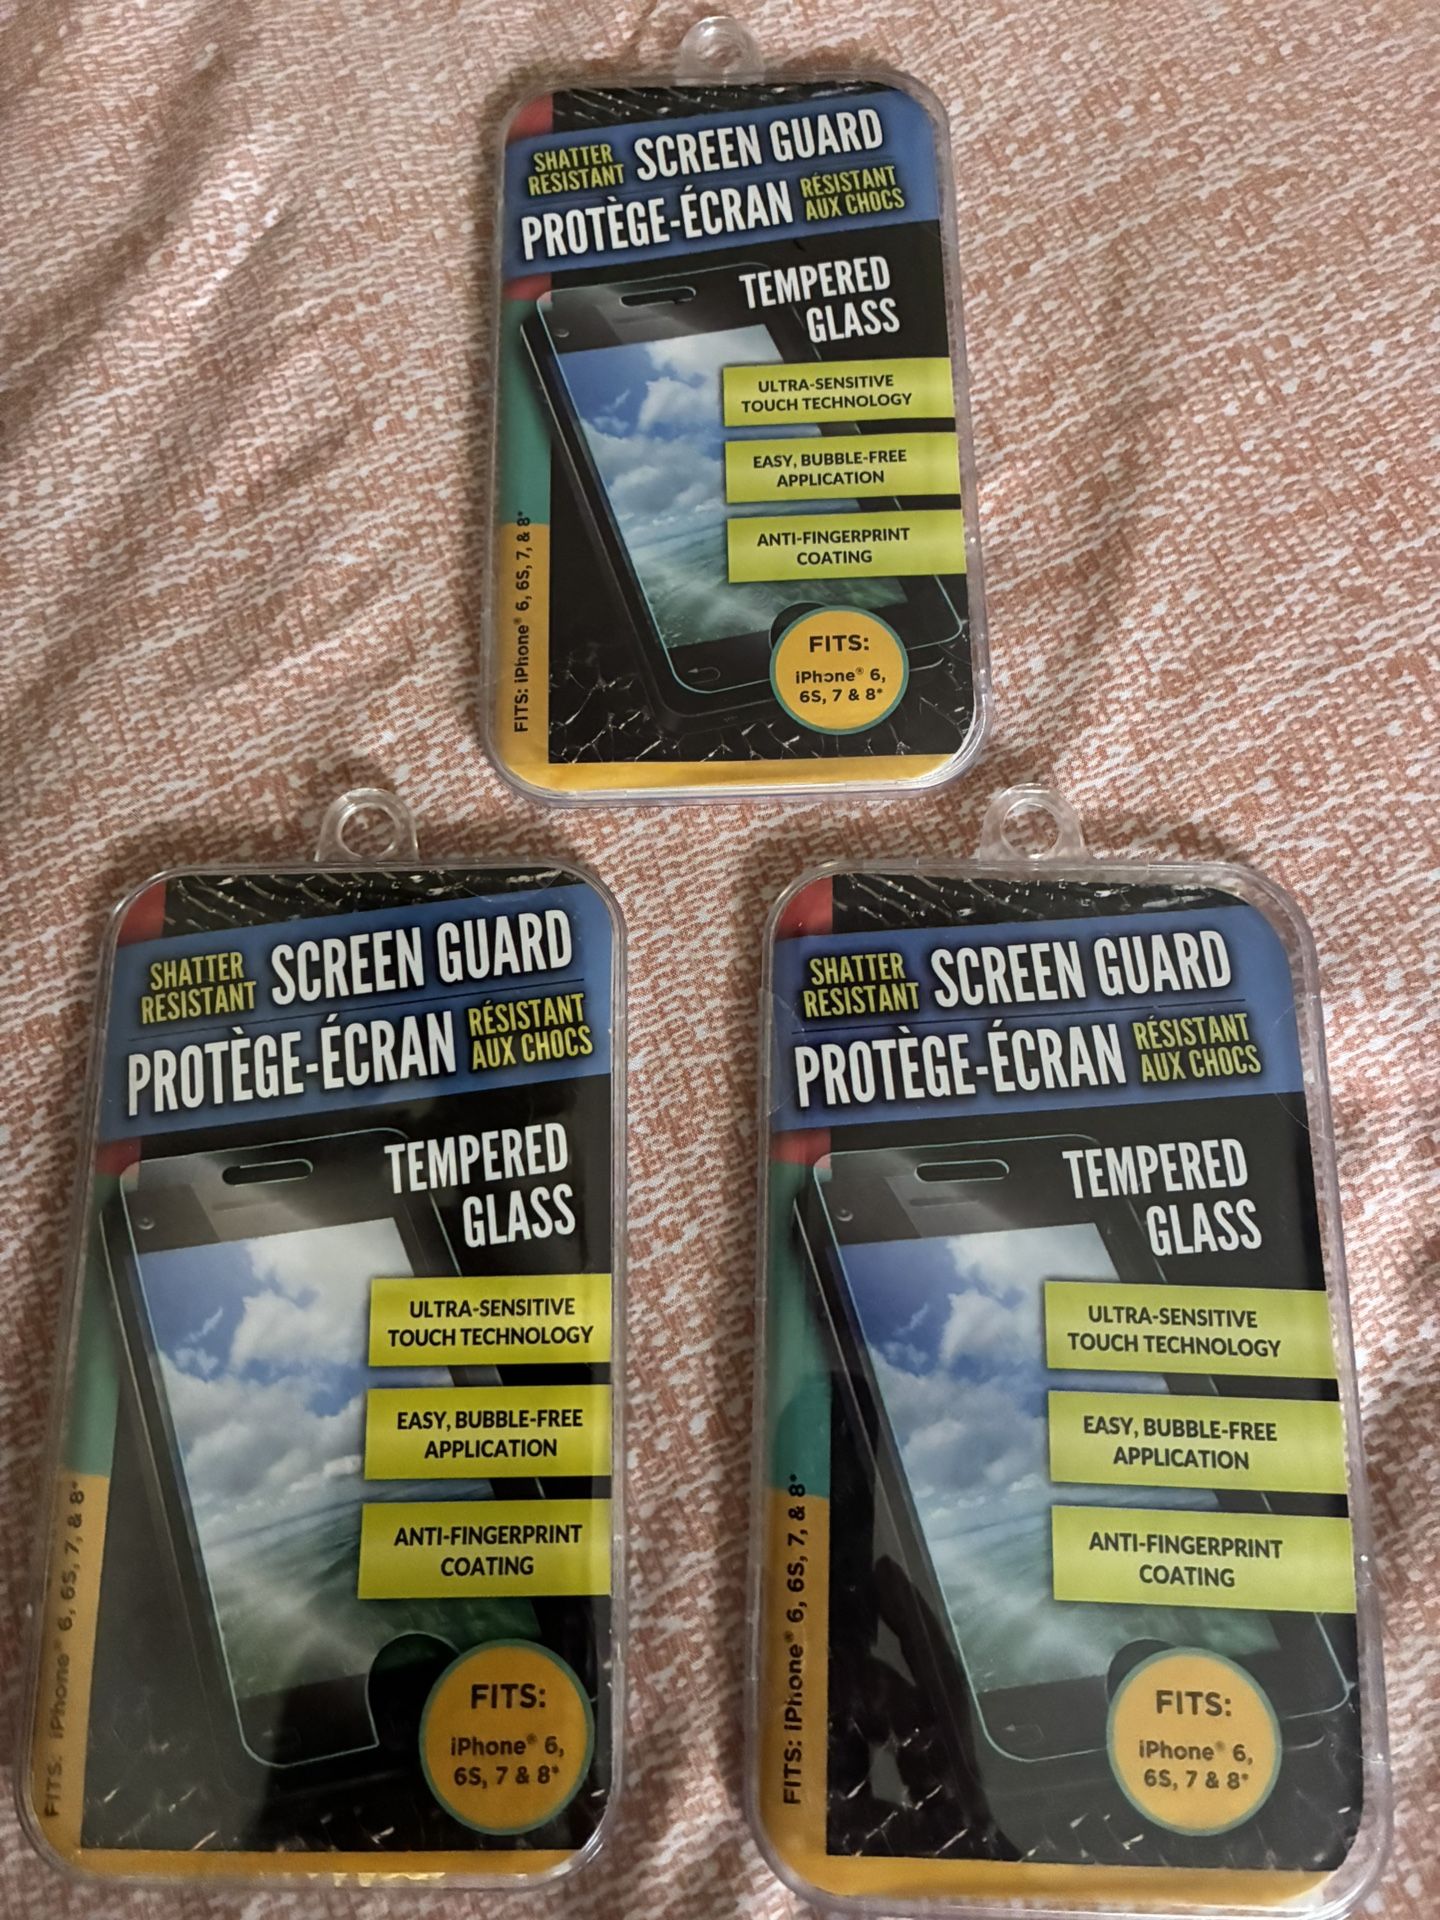 SHATTER RESISTANT SCREEN GUARD
PROTÈGE-ÉCRAN RÉSISTANT AUX CHOCS
TEMPERED
GLASS
ULTRA-SENSITIVE
TOUCH TECHNOLOGY
EASY, BUBBLE-FREE
APPLICATION
ANTI-FINGERPRINT
COATING
FITS:
iPhone® 6,
6S, 7 & 8*
FITS: iPhone® 6, 6S, 7, & 8*
SHATTER RESISTANT SCREEN GUARD
PROTÈGE-ÉCRAN RÉSISTANT AUX CHOCS
TEMPERED
GLASS
ULTRA-SENSITIVE
TOUCH TECHNOLOGY
EASY, BUBBLE-FREE
APPLICATION
ANTI-FINGERPRINT
COATING
FITS:
iPhone® 6,
6S, 7 & 8*
FITS: iPhone® 6, 6S, 7, & 8*
SHATTER RESISTANT SCREEN GUARD
PROTÈGE-ÉCRAN RÉSISTANT AUX CHOCS
TEMPERED
GLASS
ULTRA-SENSITIVE
TOUCH TECHNOLOGY
EASY, BUBBLE-FREE
APPLICATION
ANTI-FINGERPRINT
COATING
FITS:
iPhone® 6,
6S, 7 & 8*
FITS: iPhone® 6, 6S, 7, & 8*